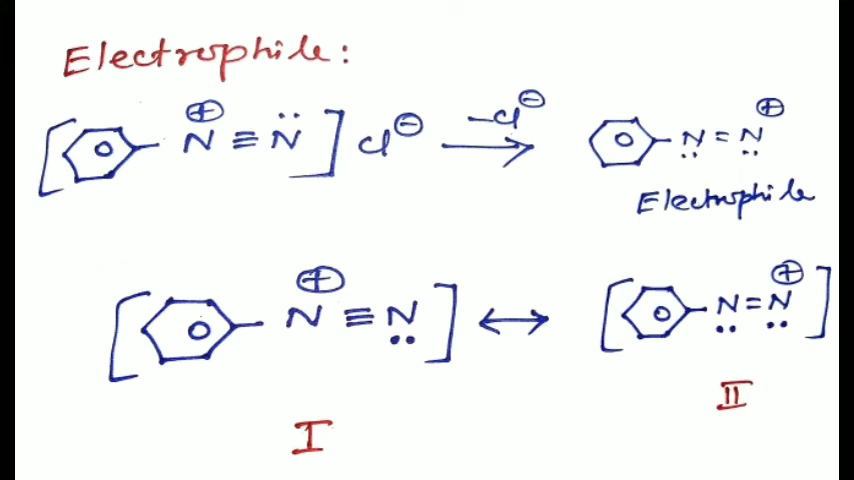 Electrophile:
[⌬-N⊕≡N̈]Cl⊖ —Cl⊖→ ⌬-N̤=N̤⊕
Electrophile
[⌬-N⊕≡N̤] ↔ [⌬-N̤=N̤⊕]
I II